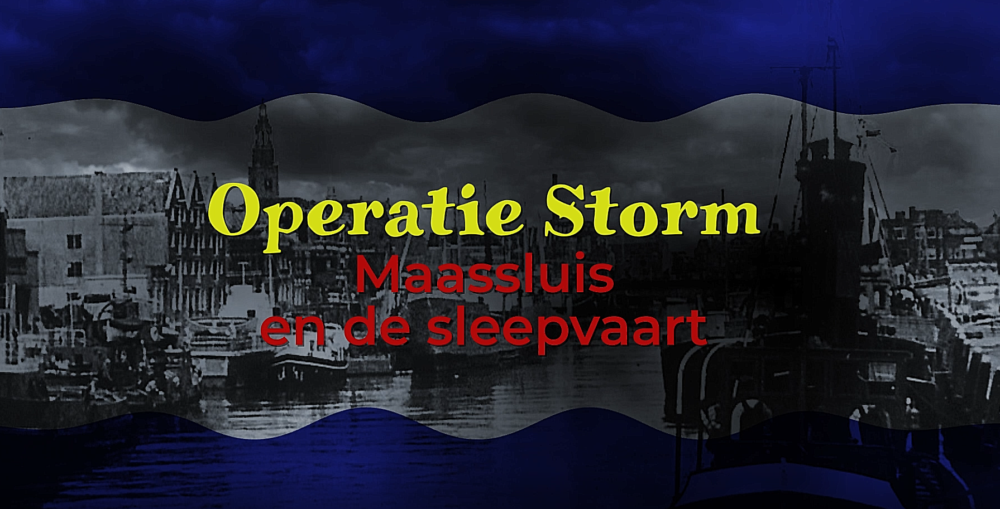 Operatie Storm
Maassluis
en de sleepvaart